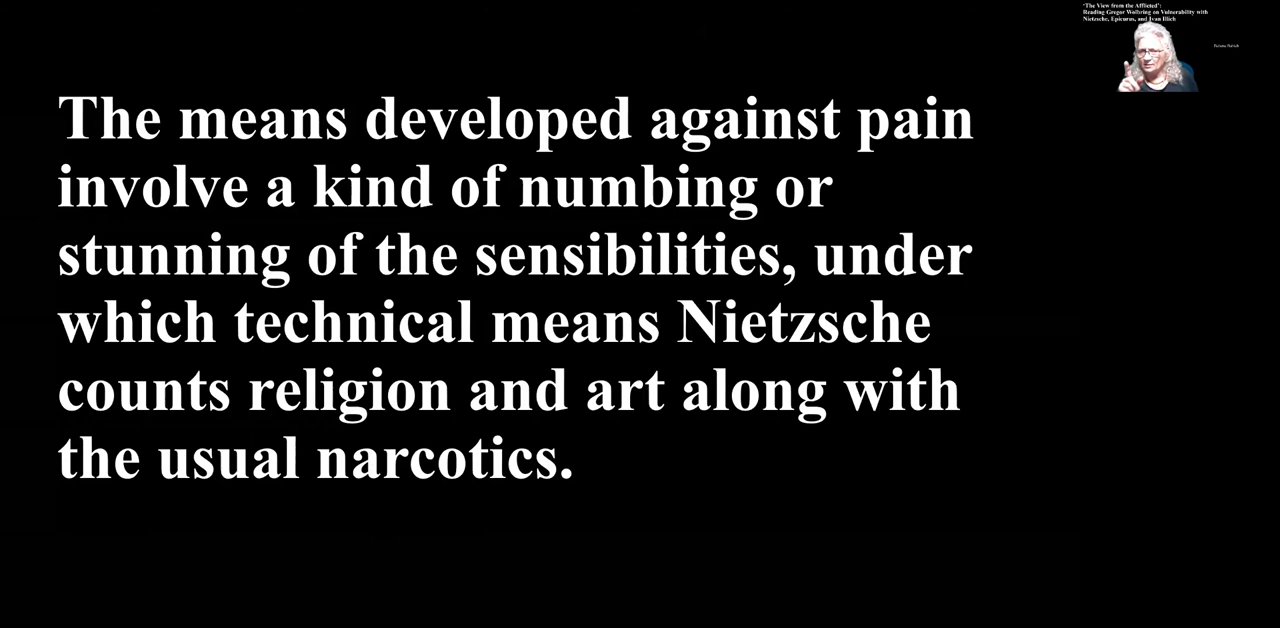 'The View from the Afflicted':
Reading Gregor Wolbring on Vulnerability with
Nietzsche, Epicurus, and Ivan Illich
The means developed against pain
involve a kind of numbing or
stunning of the sensibilities, under
which technical means Nietzsche
counts religion and art along with
the usual narcotics.